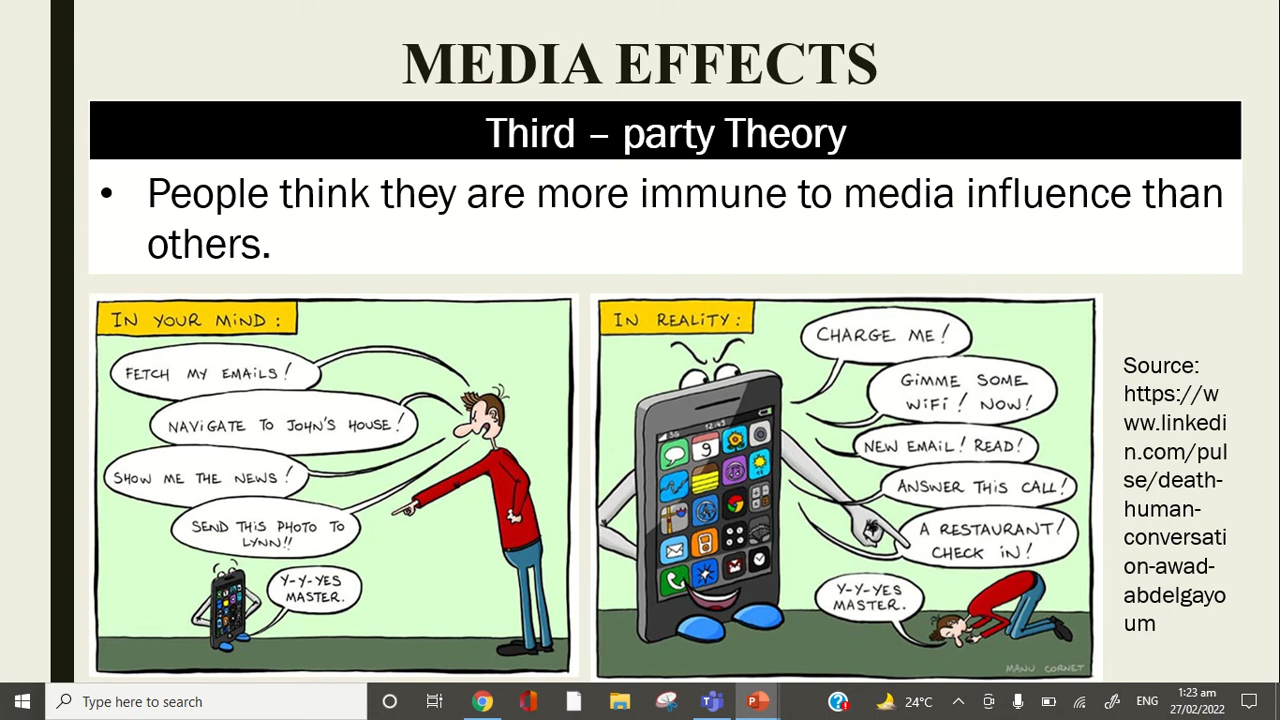 MEDIA EFFECTS
Third – party Theory
• People think they are more immune to media influence than
others.
IN YOUR MIND:
FETCH MY EMAILS!
NAVIGATE TO JOHN'S HOUSE!
SHOW ME THE NEWS!
SEND THIS PHOTO TO
LYNN!!
Y-Y-YES
MASTER.
IN REALITY:
CHARGE ME!
GIMME SOME
WIFI! NOW!
NEW EMAIL! READ!
ANSWER THIS CALL!
A RESTAURANT!
CHECK IN!
Y-Y-YES
MASTER.
3G
12:45
9
MANU CORNET
Source:
https://w
ww.linkedi
n.com/pul
se/death-
human-
conversati
on-awad-
abdelgayo
um
Type here to search
24°C
ENG
1:23 am
27/02/2022